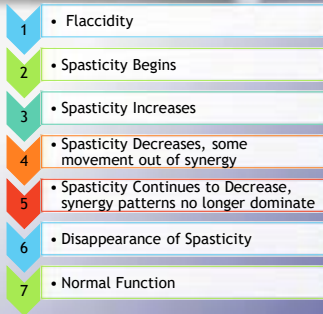 1 • Flaccidity
2 • Spasticity Begins
3 • Spasticity Increases
4 • Spasticity Decreases, some
movement out of synergy
5 • Spasticity Continues to Decrease,
synergy patterns no longer dominate
6 • Disappearance of Spasticity
7 • Normal Function